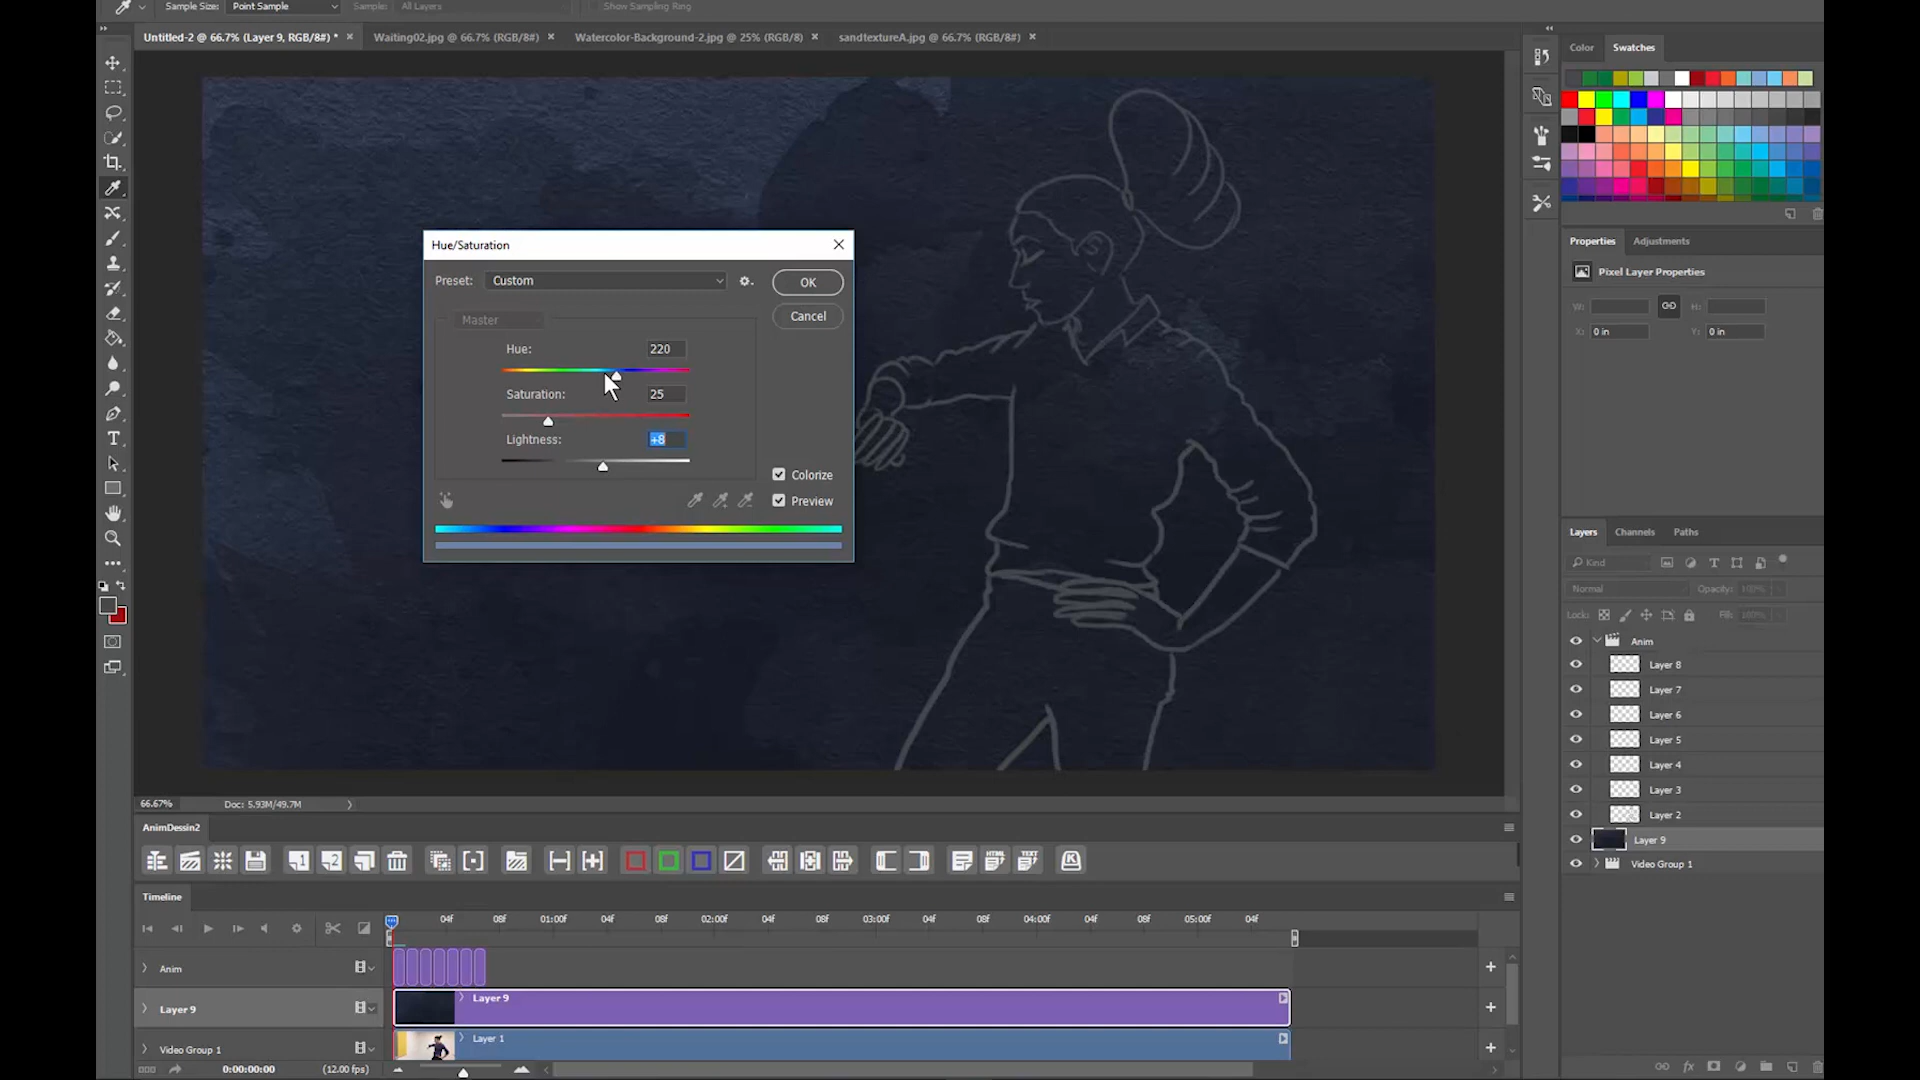 Sample Size: Point Sample Sample: All Layers Show Sampling Ring
Untitled-2 @ 66.7% (Layer 9, RGB/8#) * Waiting02.jpg @ 66.7% (RGB/8#) Watercolor-Background-2.jpg @ 25% (RGB/8) sandtextureA.jpg @ 66.7% (RGB/8#)
Color Swatches
Hue/Saturation
Preset: Custom
OK
Master
Cancel
Hue: 220
Saturation: 25
Lightness: +8
Colorize
Preview
Properties Adjustments
Pixel Layer Properties
W: H:
X: 0 in Y: 0 in
Layers Channels Paths
Kind
Normal Opacity: 100%
Lock: Fill: 100%
Anim
Layer 8
Layer 7
Layer 6
Layer 5
Layer 4
Layer 3
Layer 2
Layer 9
Video Group 1
66.67% Doc: 5.93M/49.7M
AnimDessin2
1 2 HTML TEXT K
Timeline
04f 08f 01:00f 04f 08f 02:00f 04f 08f 03:00f 04f 08f 04:00f 04f 08f 05:00f 04f
Anim
Layer 9 Layer 9
Video Group 1 Layer 1
0:00:00:00 (12.00 fps)